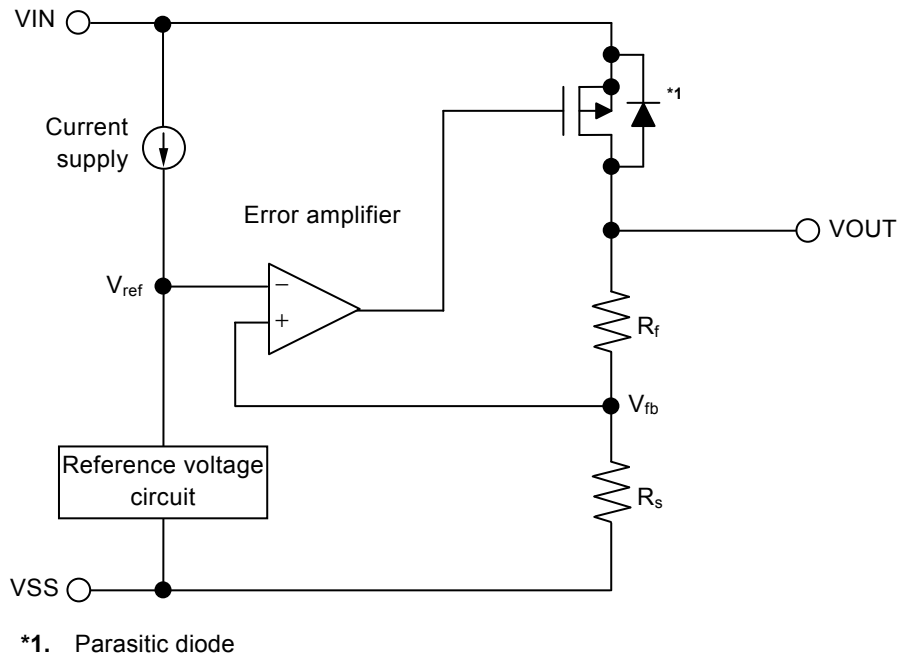 VIN
*1
Current
supply
Error amplifier
VOUT
Vref
−
+
Rf
Vfb
Reference voltage
circuit
Rs
VSS
*1. Parasitic diode